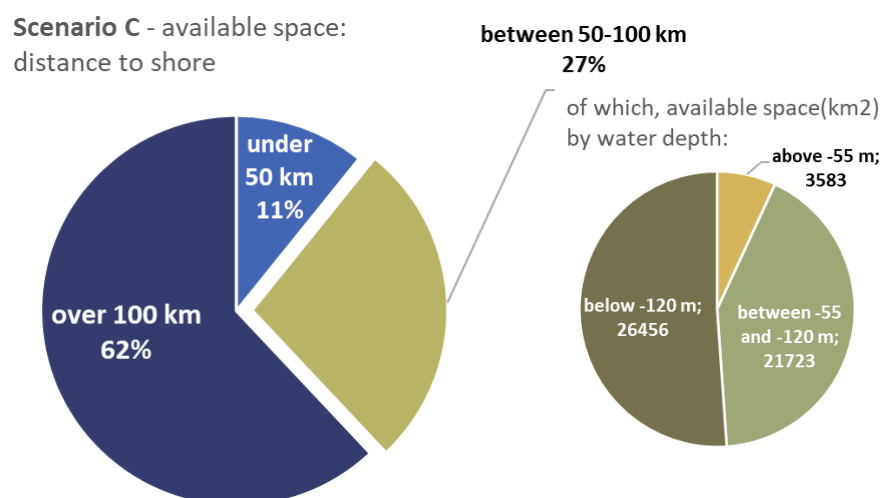 Scenario C - available space:
distance to shore
between 50-100 km
27%
of which, available space(km2)
by water depth:
under
50 km
11%
over 100 km
62%
above -55 m;
3583
below -120 m;
26456
between -55
and -120 m;
21723